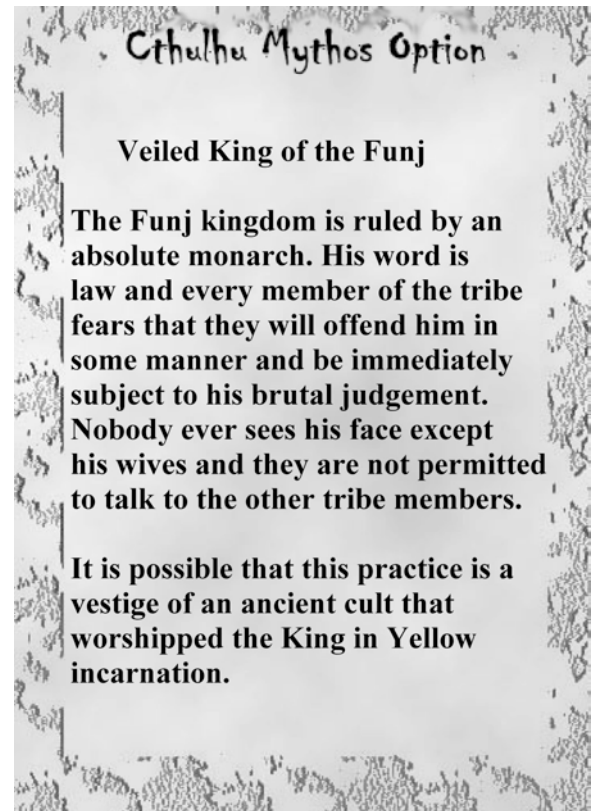 Cthulhu Mythos Option
Veiled King of the Funj
The Funj kingdom is ruled by an
absolute monarch. His word is
law and every member of the tribe
fears that they will offend him in
some manner and be immediately
subject to his brutal judgement.
Nobody ever sees his face except
his wives and they are not permitted
to talk to the other tribe members.
It is possible that this practice is a
vestige of an ancient cult that
worshipped the King in Yellow
incarnation.